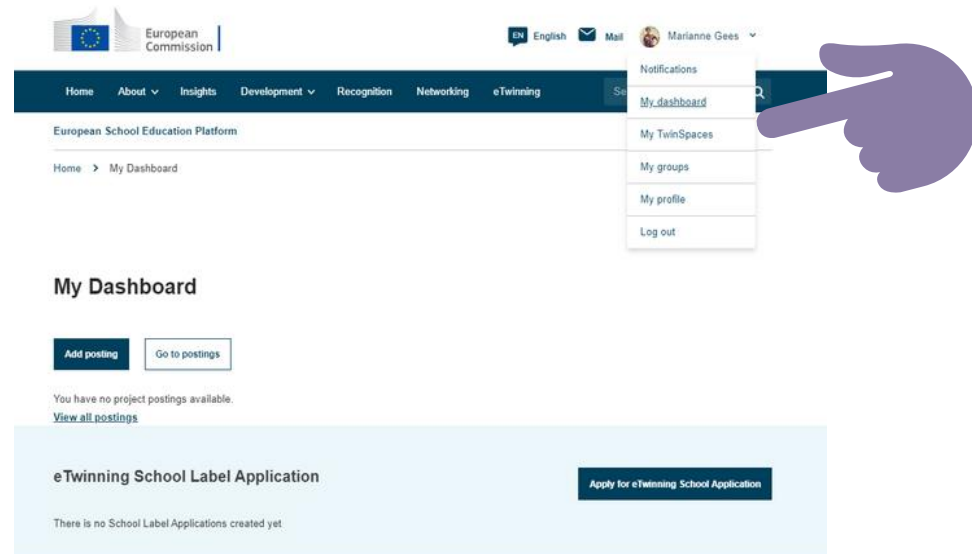 European
Commission
EN English Mail Marianne Gees
Notifications
Home About Insights Development Recognition Networking eTwinning Se
My dashboard
European School Education Platform
My TwinSpaces
Home > My Dashboard
My groups
My profile
Log out
My Dashboard
Add posting Go to postings
You have no project postings available.
View all postings
eTwinning School Label Application
Apply for eTwinning School Application
There is no School Label Applications created yet